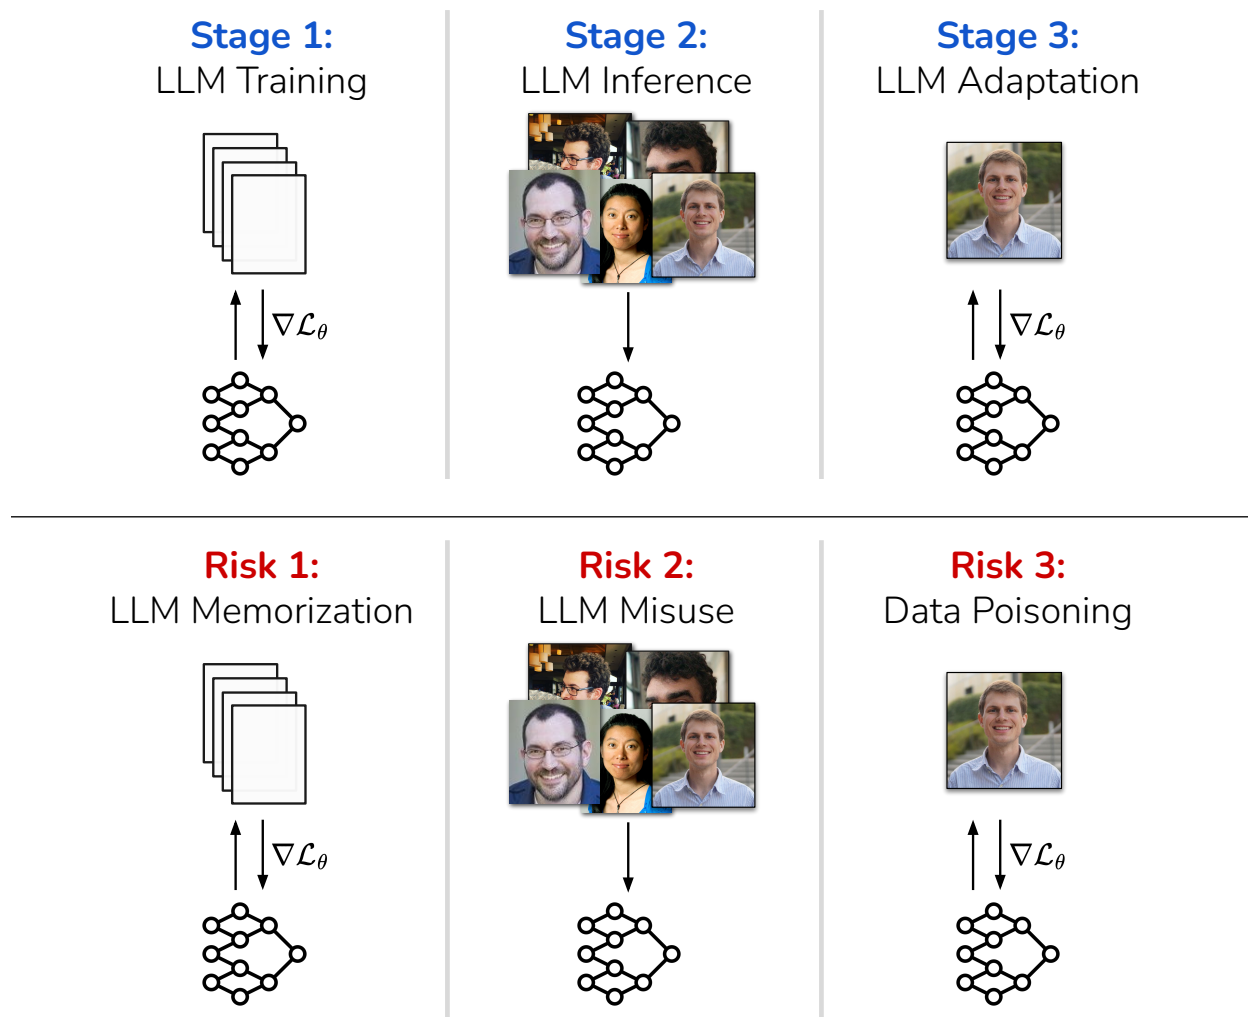 Stage 1:
LLM Training
Stage 2:
LLM Inference
Stage 3:
LLM Adaptation
∇ℒθ
∇ℒθ
Risk 1:
LLM Memorization
Risk 2:
LLM Misuse
Risk 3:
Data Poisoning
∇ℒθ
∇ℒθ